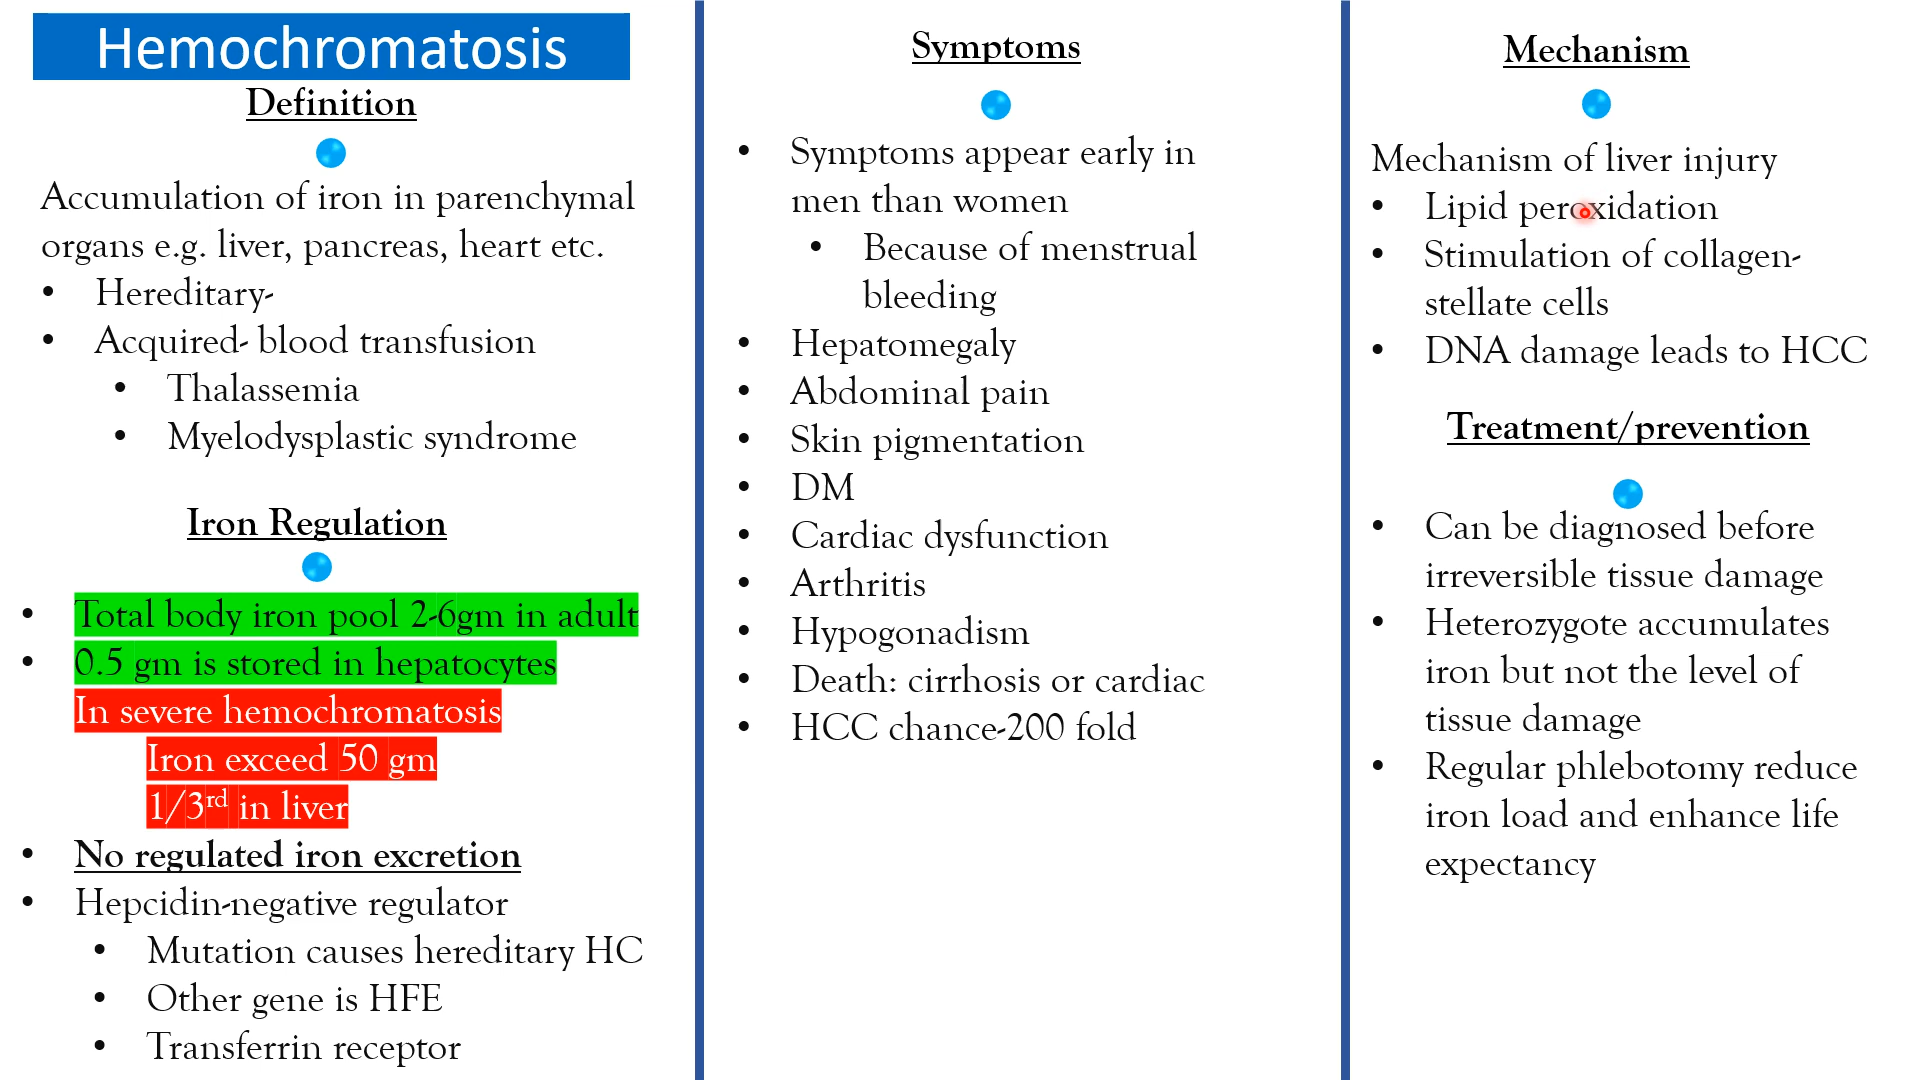 Hemochromatosis
Definition
Accumulation of iron in parenchymal
organs e.g. liver, pancreas, heart etc.
• Hereditary-
• Acquired- blood transfusion
• Thalassemia
• Myelodysplastic syndrome
Iron Regulation
• Total body iron pool 2-6gm in adult
• 0.5 gm is stored in hepatocytes
In severe hemochromatosis
Iron exceed 50 gm
1/3rd in liver
• No regulated iron excretion
• Hepcidin-negative regulator
• Mutation causes hereditary HC
• Other gene is HFE
• Transferrin receptor
Symptoms
• Symptoms appear early in
men than women
• Because of menstrual
bleeding
• Hepatomegaly
• Abdominal pain
• Skin pigmentation
• DM
• Cardiac dysfunction
• Arthritis
• Hypogonadism
• Death: cirrhosis or cardiac
• HCC chance-200 fold
Mechanism
Mechanism of liver injury
• Lipid peroxidation
• Stimulation of collagen-
stellate cells
• DNA damage leads to HCC
Treatment/prevention
• Can be diagnosed before
irreversible tissue damage
• Heterozygote accumulates
iron but not the level of
tissue damage
• Regular phlebotomy reduce
iron load and enhance life
expectancy